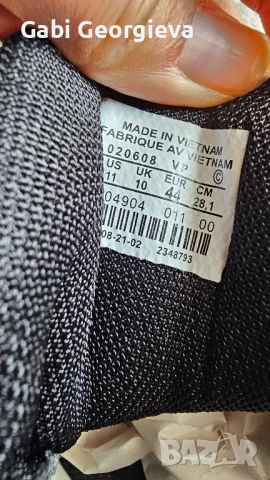 Gabi Georgieva
MADE IN VIETNAM
FABRIQUE AV VIETNAM
020608 VP ©
US UK EUR CM
11 10 44 28,1
04904 011 00
08-21-02 2348793
BAZAR